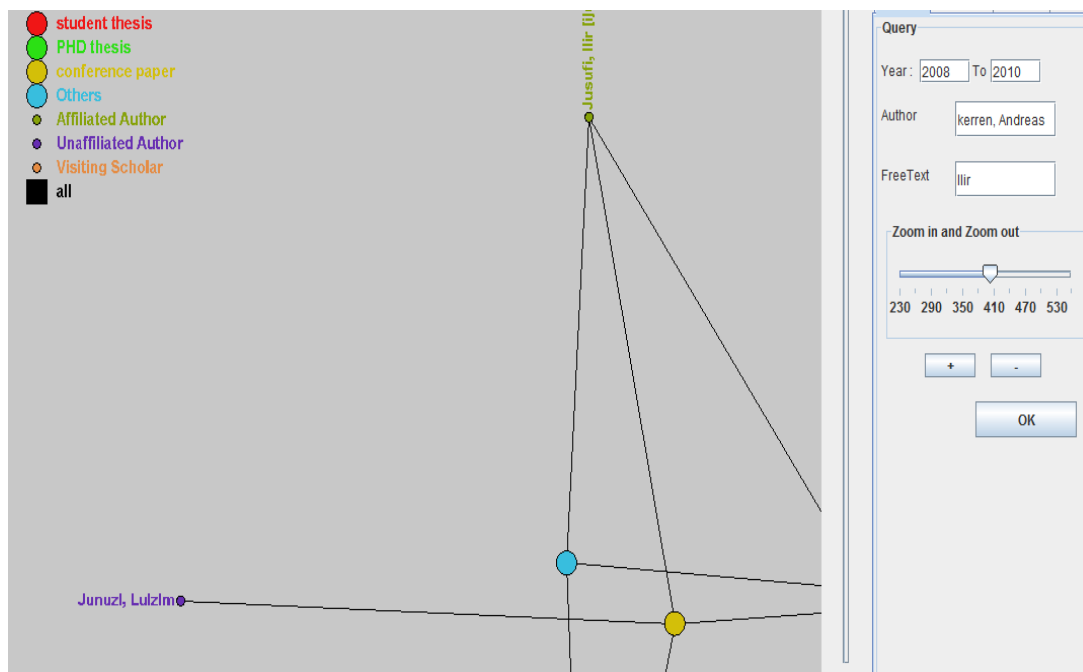 student thesis
PHD thesis
conference paper
Others
Affiliated Author
Unaffiliated Author
Visiting Scholar
all
Jusufi, Ilir [ij
Junuzi, Lulzim
Query
Year : 2008 To 2010
Author kerren, Andreas
FreeText Ilir
Zoom in and Zoom out
230 290 350 410 470 530
+ -
OK